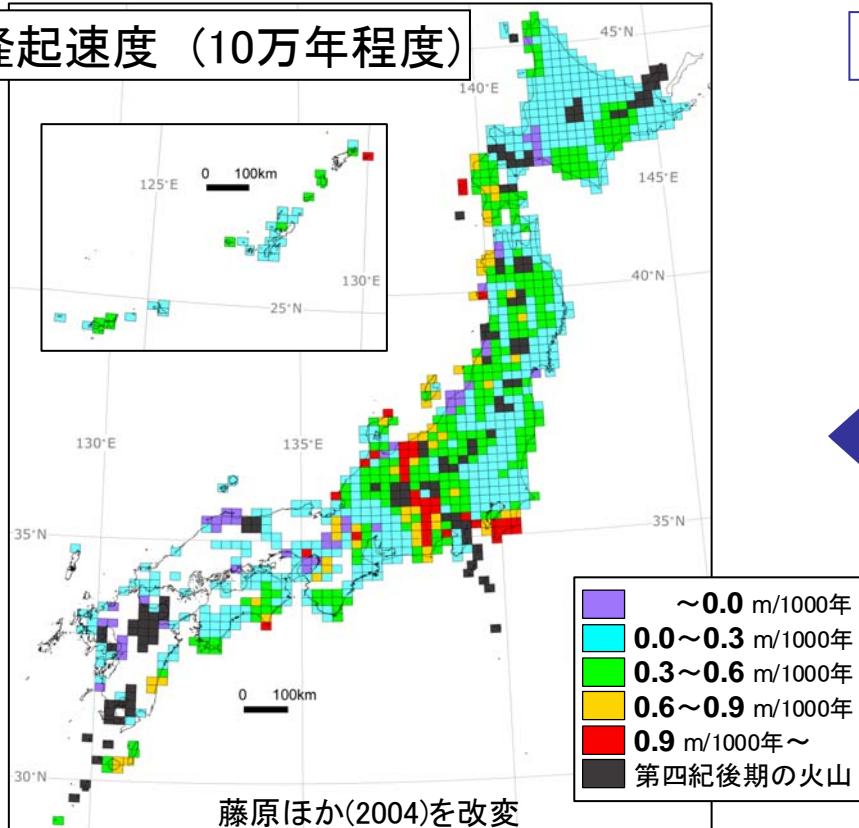 隆起速度 (10万年程度)
45°N
140°E
0 100km
125°E
145°E
130°E
25°N
40°N
130°E
135°E
35°N
35°N
~0.0 m/1000年
0.0~0.3 m/1000年
0.3~0.6 m/1000年
0.6~0.9 m/1000年
0.9 m/1000年~
第四紀後期の火山
0 100km
30°N
藤原ほか(2004)を改変